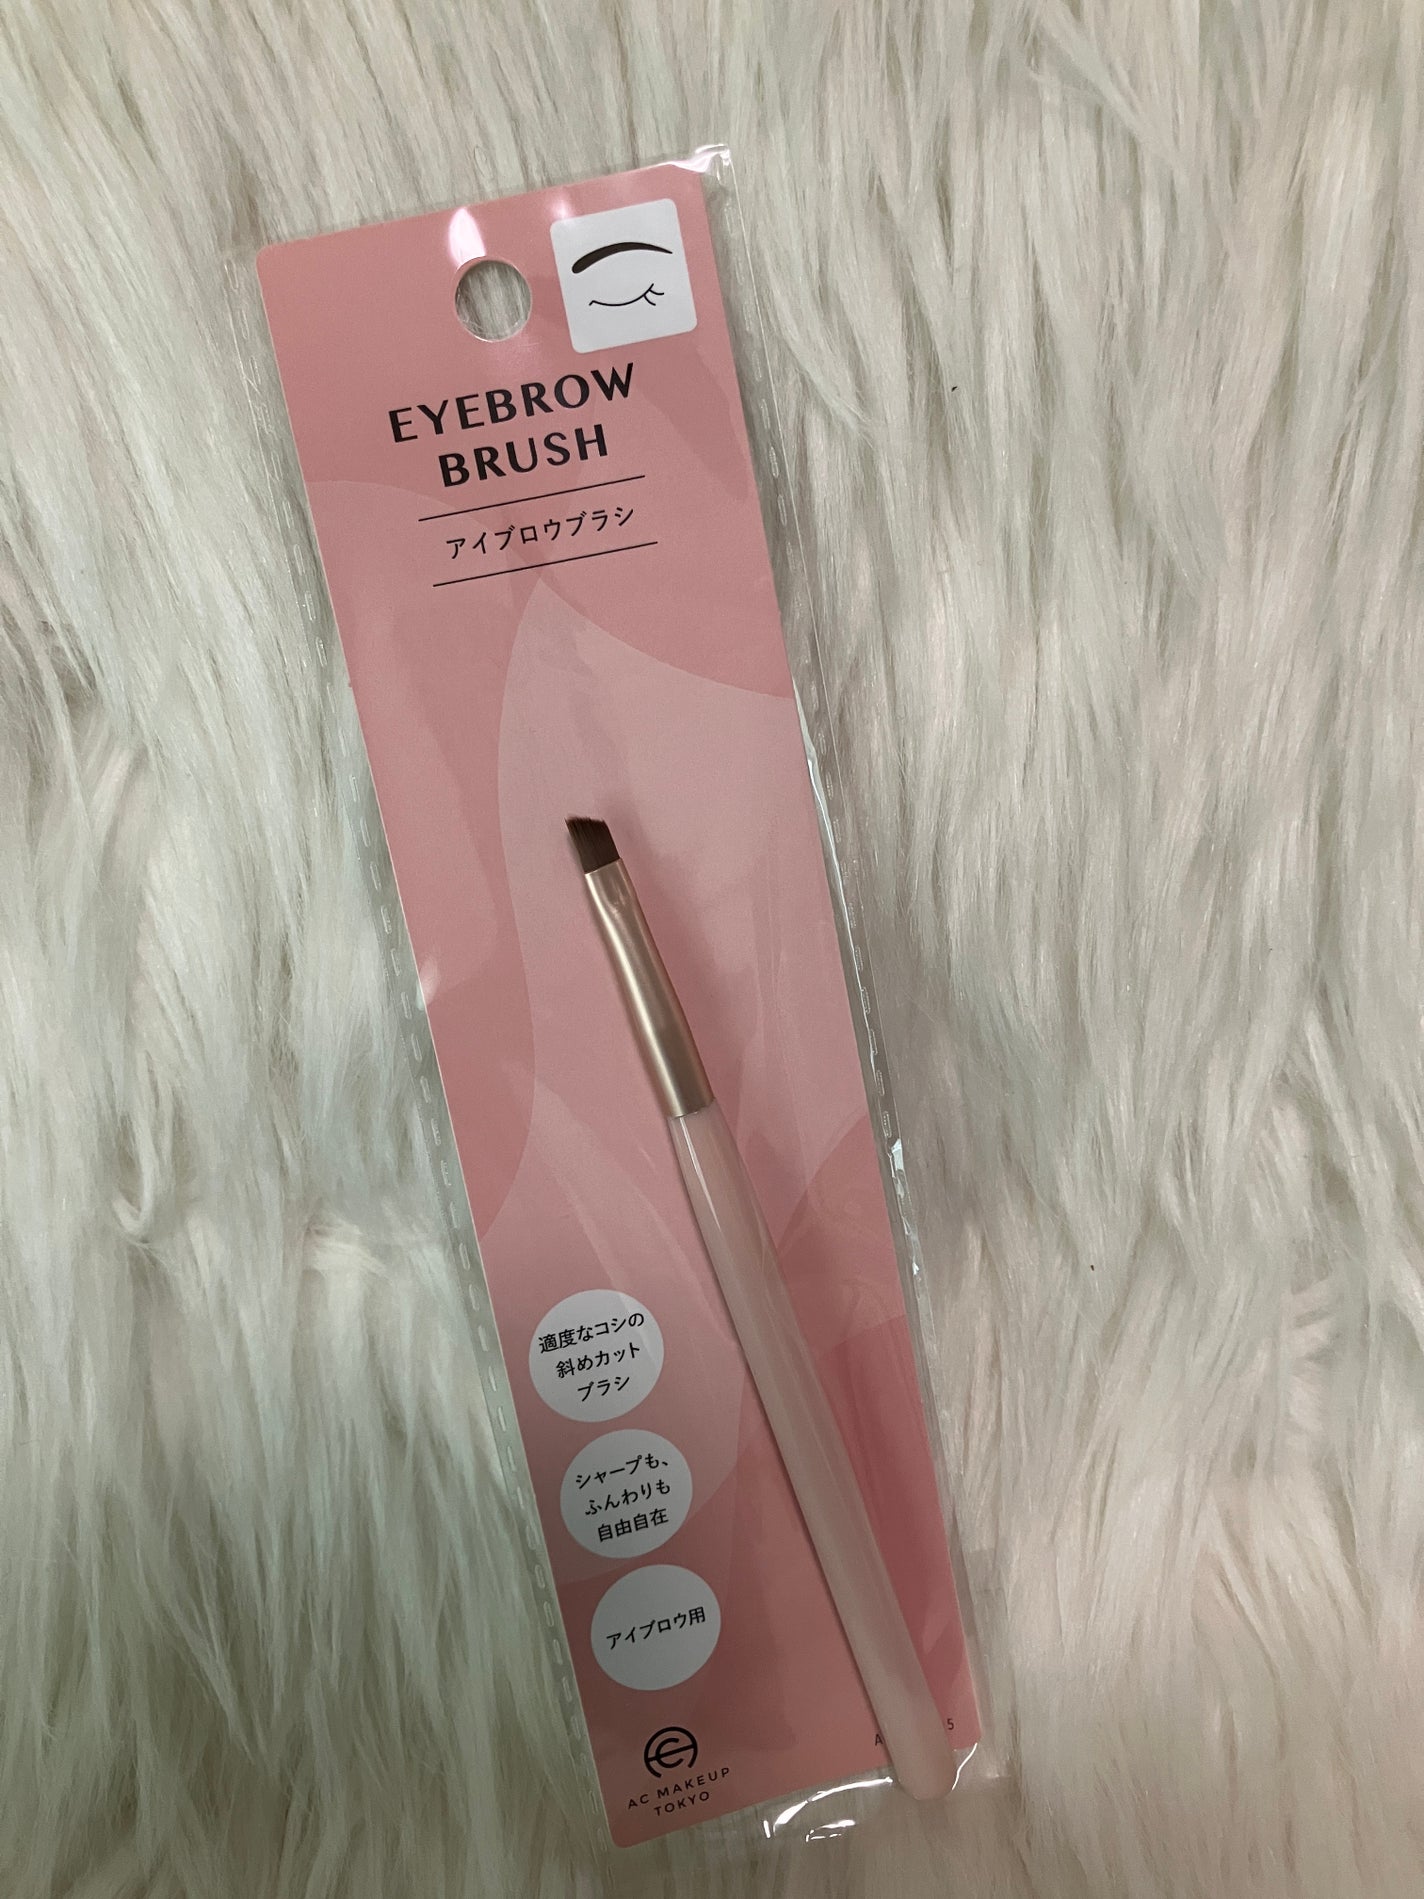 EYEBROW
BRUSH
アイブロウブラシ
適度なコシの
斜めカット
ブラシ
シャープも、
ふんわりも
自由自在
アイブロウ用
AC MAKEUP
TOKYO